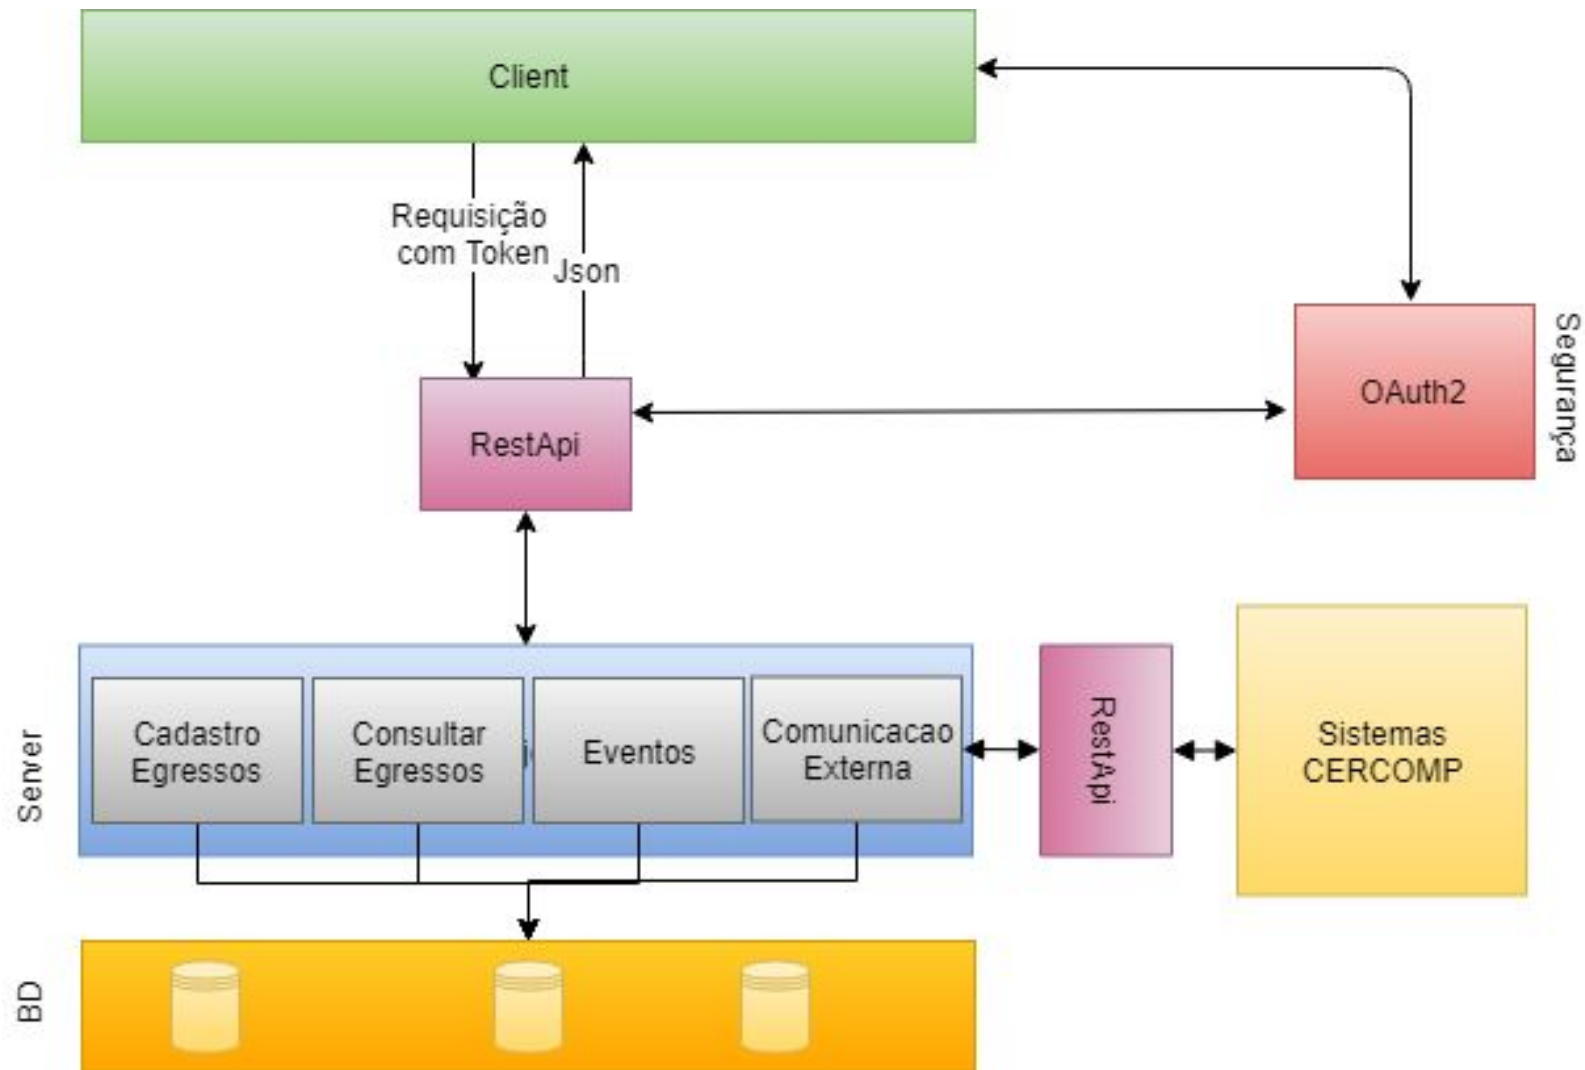 Client
Requisição
com Token
Json
RestApi
OAuth2
Segurança
Server
Cadastro
Egressos
Consultar
Egressos
Eventos
Comunicacao
Externa
RestApi
Sistemas
CERCOMP
BD